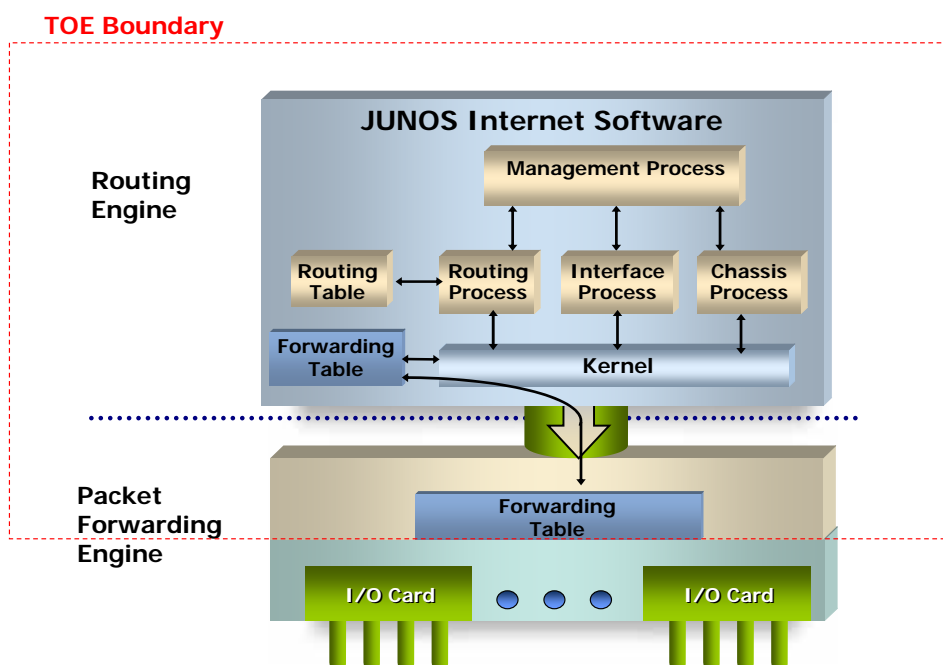 TOE Boundary
JUNOS Internet Software
Management Process
Routing
Engine
Routing
Table
Routing
Process
Interface
Process
Chassis
Process
Forwarding
Table
Kernel
Packet
Forwarding
Engine
Forwarding
Table
I/O Card
I/O Card